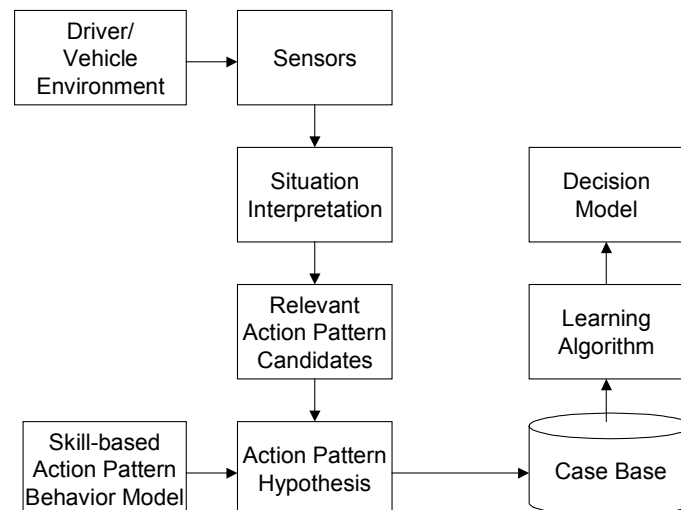 Driver/
Vehicle
Environment
Sensors
Situation
Interpretation
Decision
Model
Relevant
Action Pattern
Candidates
Learning
Algorithm
Skill-based
Action Pattern
Behavior Model
Action Pattern
Hypothesis
Case Base